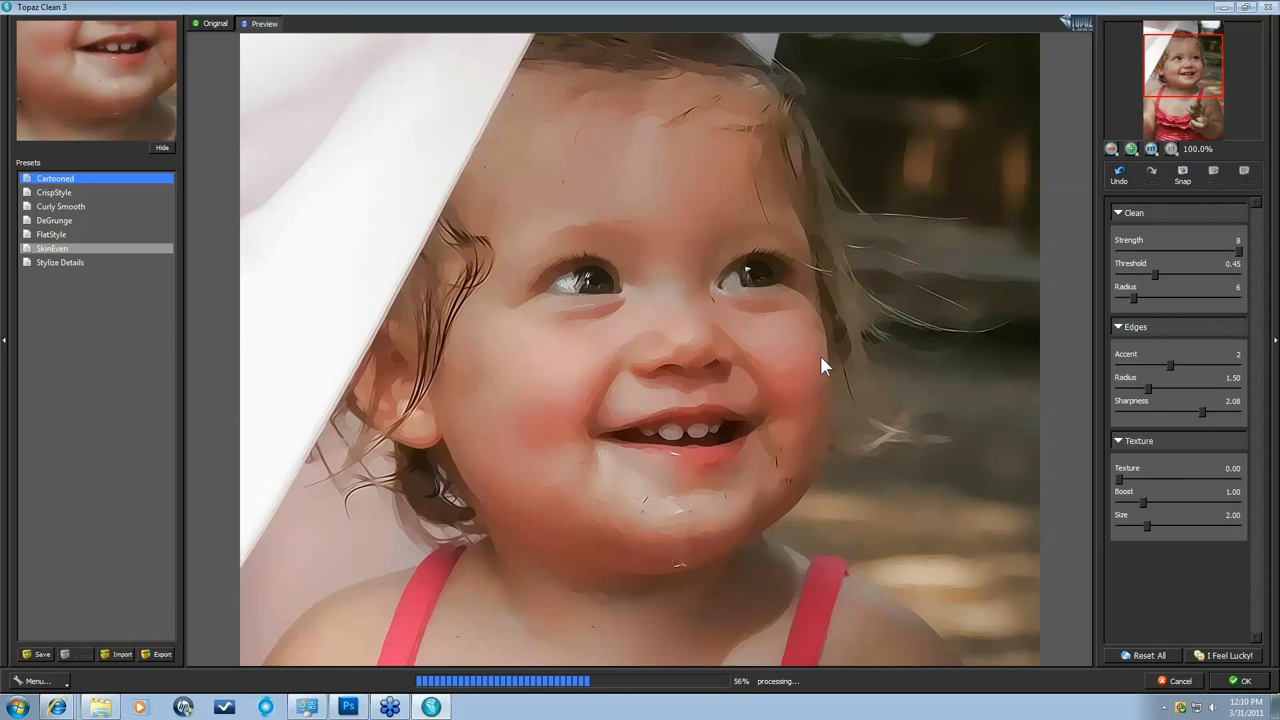 Topaz Clean 3
Original
Preview
TOPAZ
LABS
Hide
Presets
Cartooned
CrispStyle
Curly Smooth
DeGrunge
FlatStyle
SkinEven
Stylize Details
100.0%
Undo
Snap
Clean
Strength 8
Threshold 0.45
Radius 6
Edges
Accent 2
Radius 1.50
Sharpness 2.08
Texture
Texture 0.00
Boost 1.00
Size 2.00
Save
Import
Export
Reset All
I Feel Lucky!
Menu...
56% processing...
Cancel
OK
Ps
12:10 PM
3/31/2011